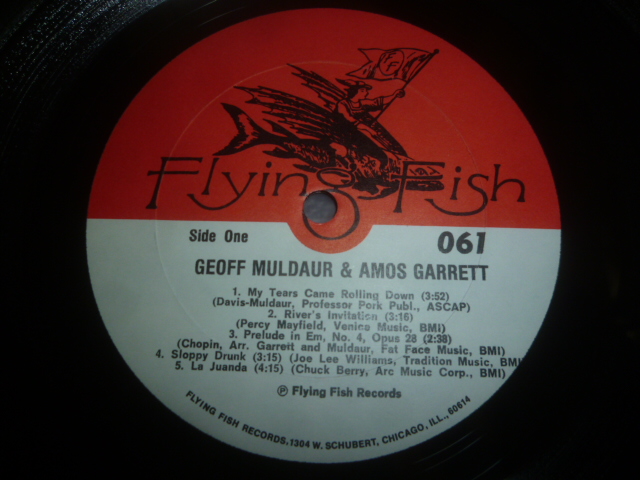 Flying Fish
Side One
061
GEOFF MULDAUR & AMOS GARRETT
1. My Tears Came Rolling Down (3:52)
(Davis-Muldaur, Professor Pork Publ., ASCAP)
2. River's Invitation (3:16)
(Percy Mayfield, Venice Music, BMI)
3. Prelude in Em, No. 4, Opus 28 (2:38)
(Chopin, Arr. Garrett and Muldaur, Fat Face Music, BMI)
4. Sloppy Drunk (3:15) (Joe Lee Williams, Tradition Music, BMI)
5. La Juanda (4:15) (Chuck Berry, Arc Music Corp., BMI)
℗ Flying Fish Records
FLYING FISH RECORDS, 1304 W. SCHUBERT, CHICAGO, ILL., 60614